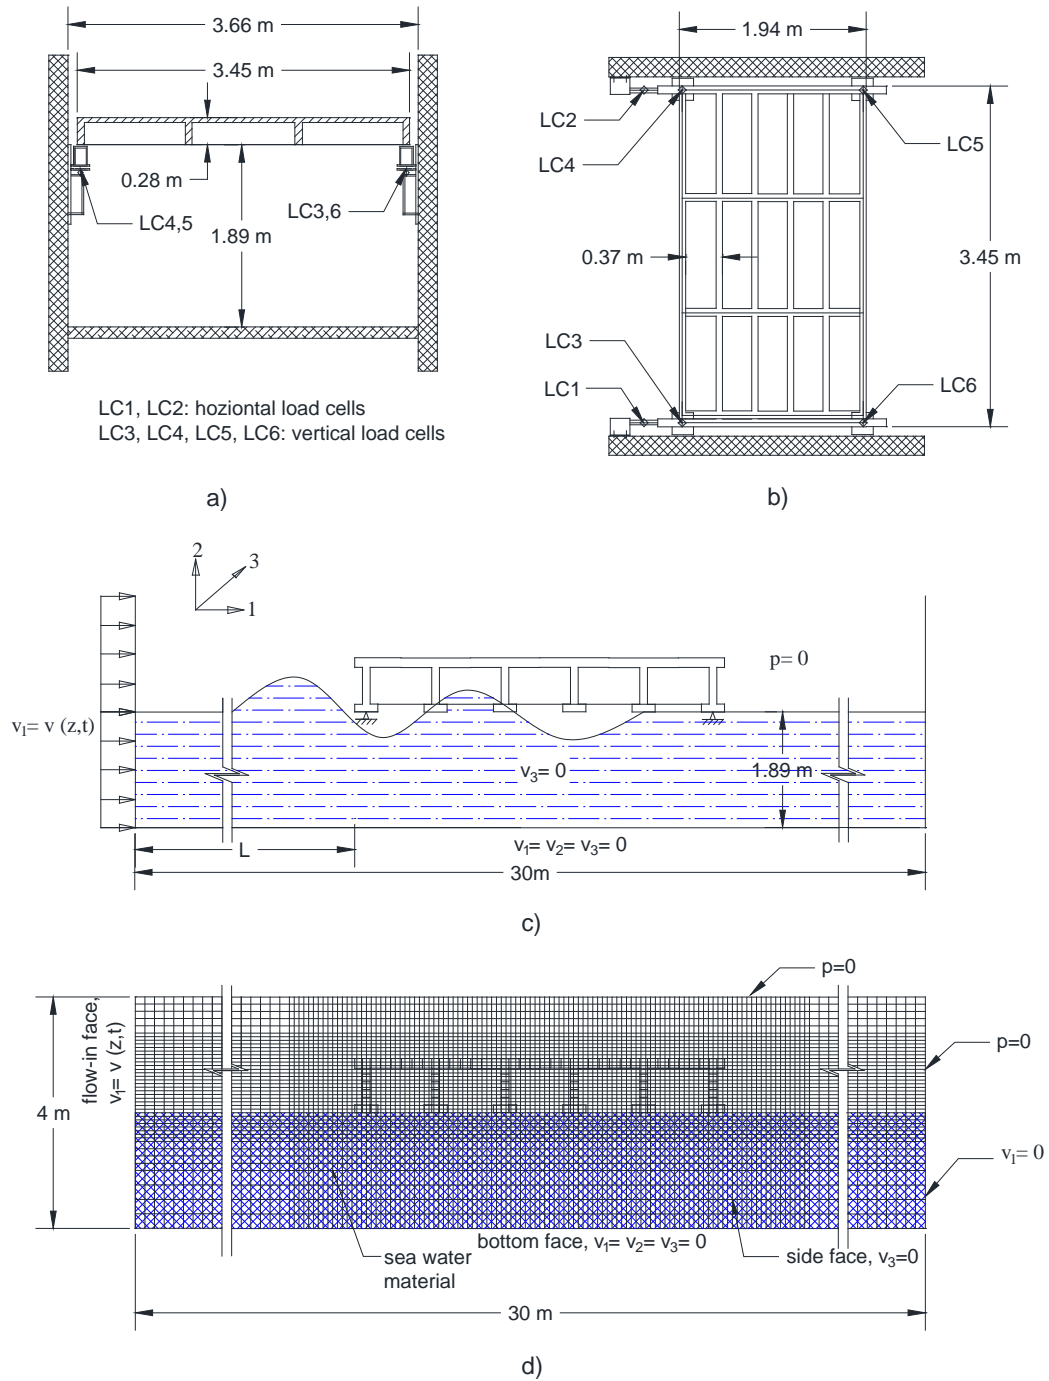 3.66 m
3.45 m
0.28 m
LC4,5
LC3,6
1.89 m
LC1, LC2: hoziontal load cells
LC3, LC4, LC5, LC6: vertical load cells
a)
1.94 m
LC2
LC4
LC5
0.37 m
3.45 m
LC3
LC1
LC6
b)
2
3
1
p= 0
v₁= v (z,t)
v₃= 0
1.89 m
L
v₁= v₂= v₃= 0
30m
c)
p=0
flow-in face,
v₁= v (z,t)
p=0
4 m
v₁= 0
bottom face, v₁= v₂= v₃= 0
sea water
material
side face, v₃=0
30 m
d)